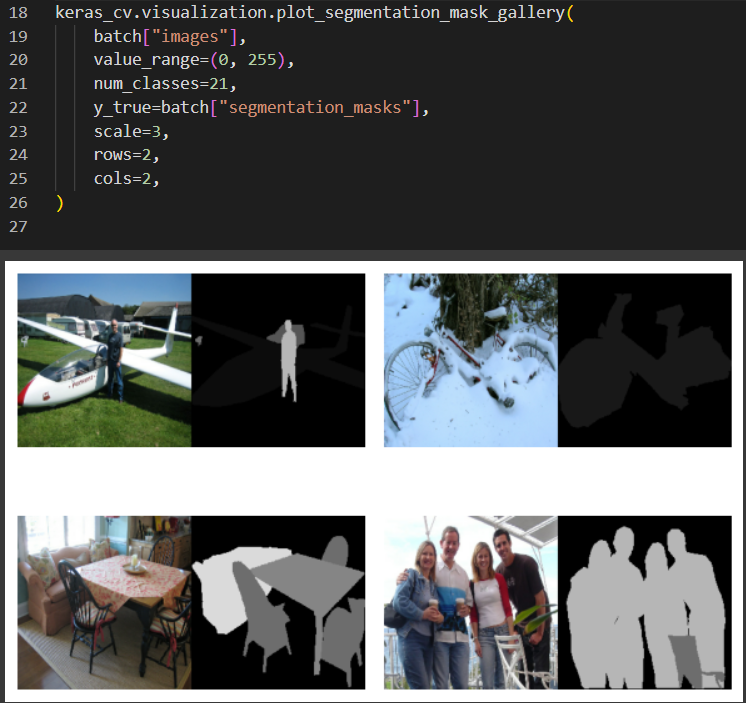 18 keras_cv.visualization.plot_segmentation_mask_gallery(
19     batch["images"],
20     value_range=(0, 255),
21     num_classes=21,
22     y_true=batch["segmentation_masks"],
23     scale=3,
24     rows=2,
25     cols=2,
26 )
27